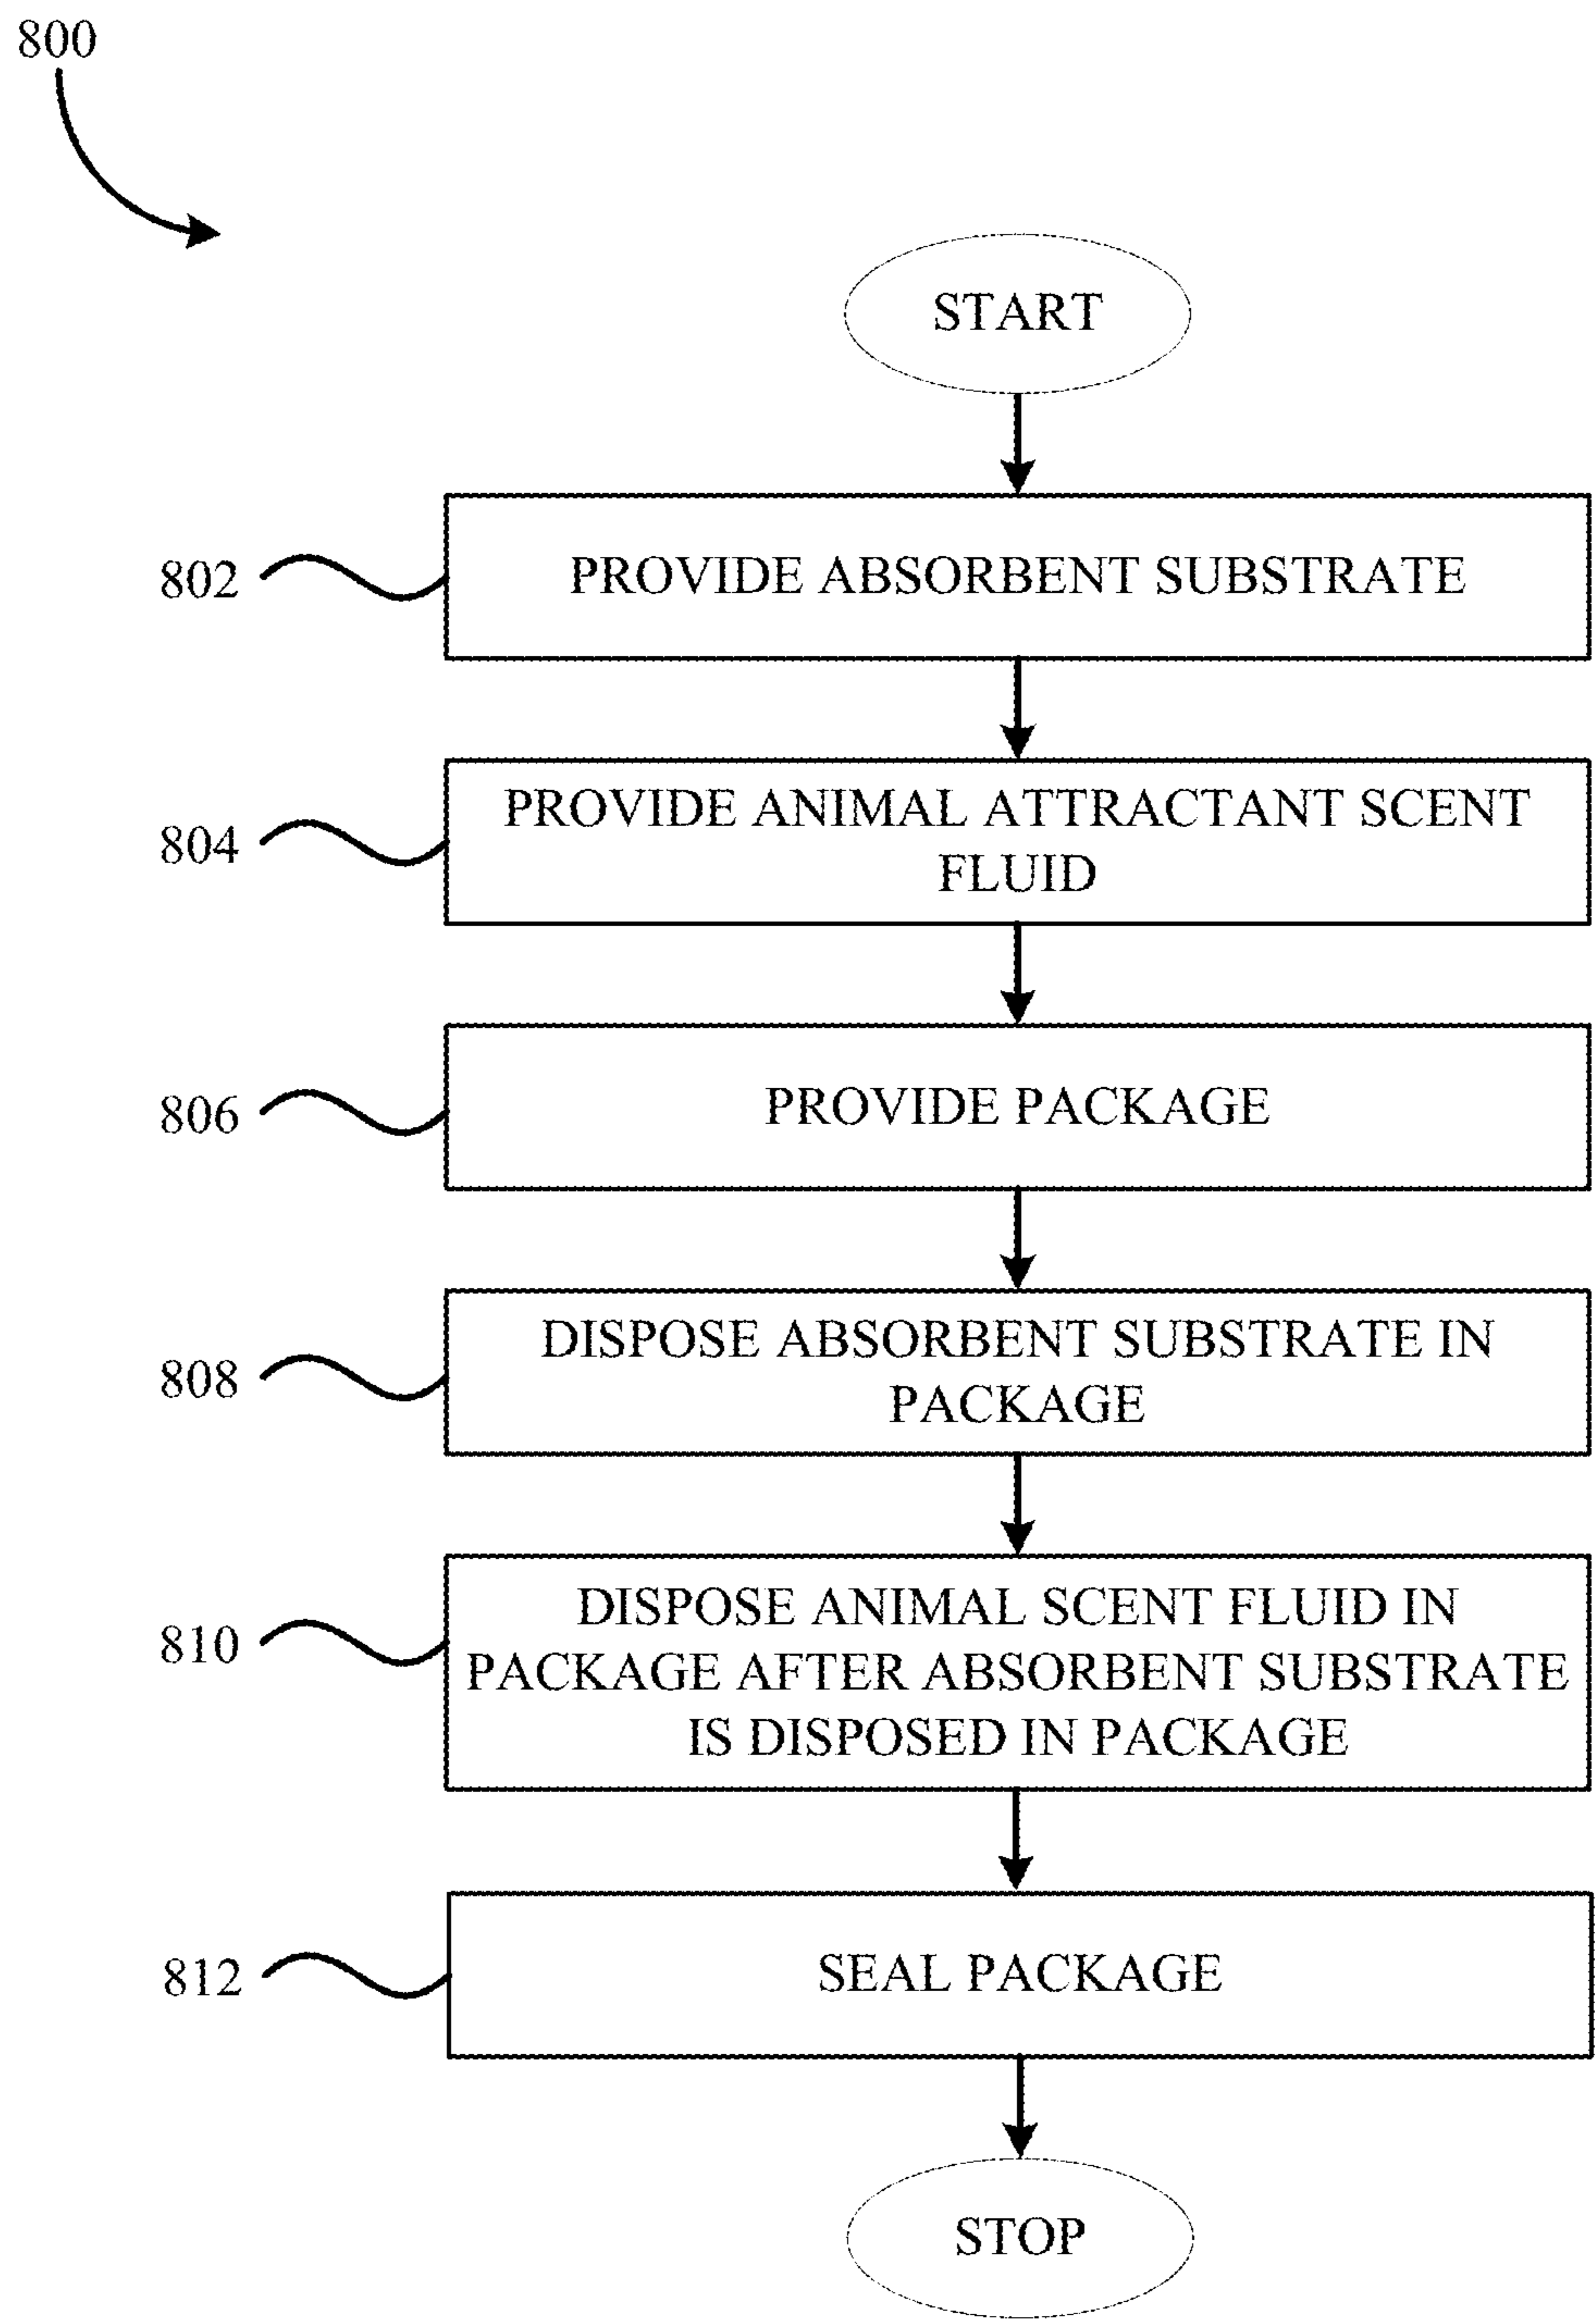 800
START
802
PROVIDE ABSORBENT SUBSTRATE
804
PROVIDE ANIMAL ATTRACTANT SCENT
FLUID
806
PROVIDE PACKAGE
808
DISPOSE ABSORBENT SUBSTRATE IN
PACKAGE
810
DISPOSE ANIMAL SCENT FLUID IN
PACKAGE AFTER ABSORBENT SUBSTRATE
IS DISPOSED IN PACKAGE
812
SEAL PACKAGE
STOP